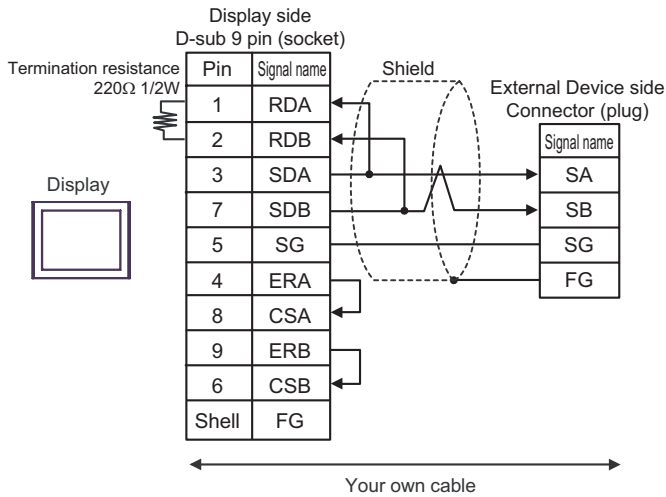 Display side
D-sub 9 pin (socket)
Termination resistance
220Ω 1/2W
Pin Signal name
1 RDA
2 RDB
3 SDA
7 SDB
5 SG
4 ERA
8 CSA
9 ERB
6 CSB
Shell FG
Shield
External Device side
Connector (plug)
Signal name
SA
SB
SG
FG
Display
Your own cable